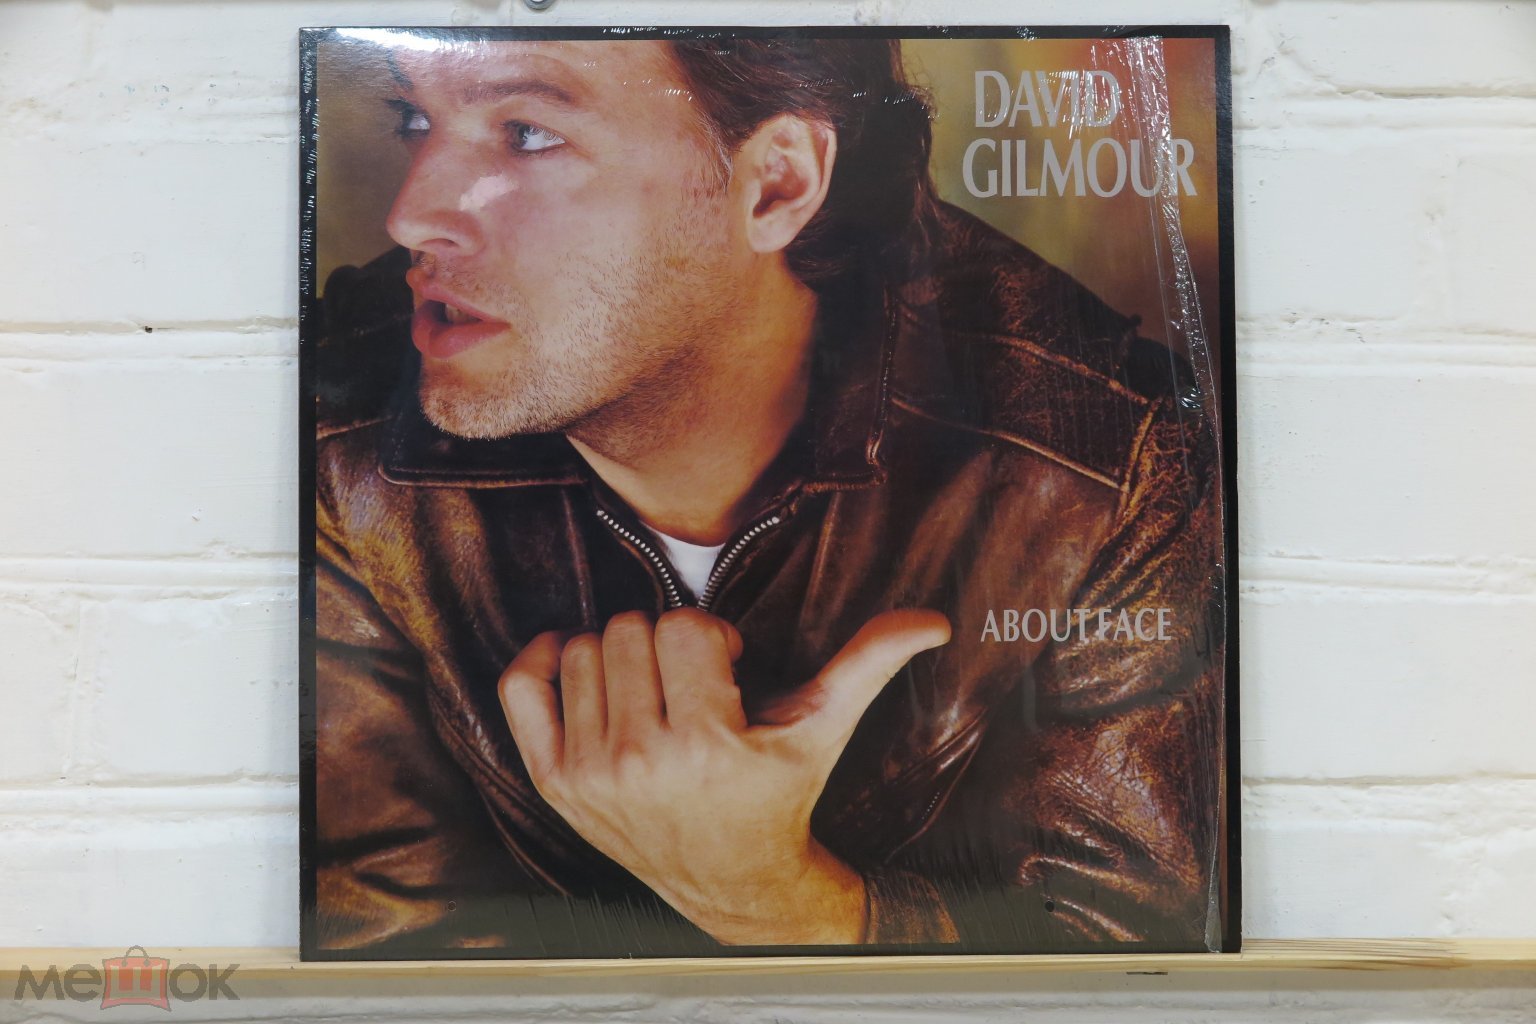 DAVID
GILMOUR
ABOUT FACE
мешок